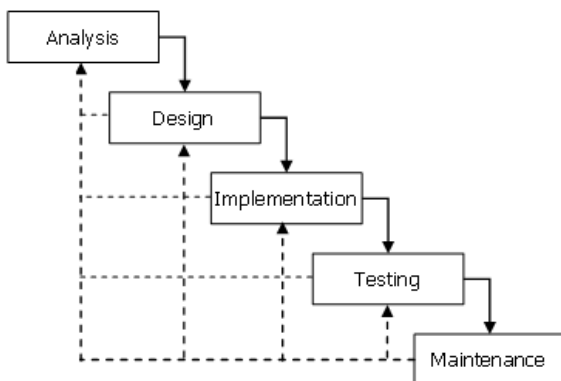 Analysis
Design
Implementation
Testing
Maintenance